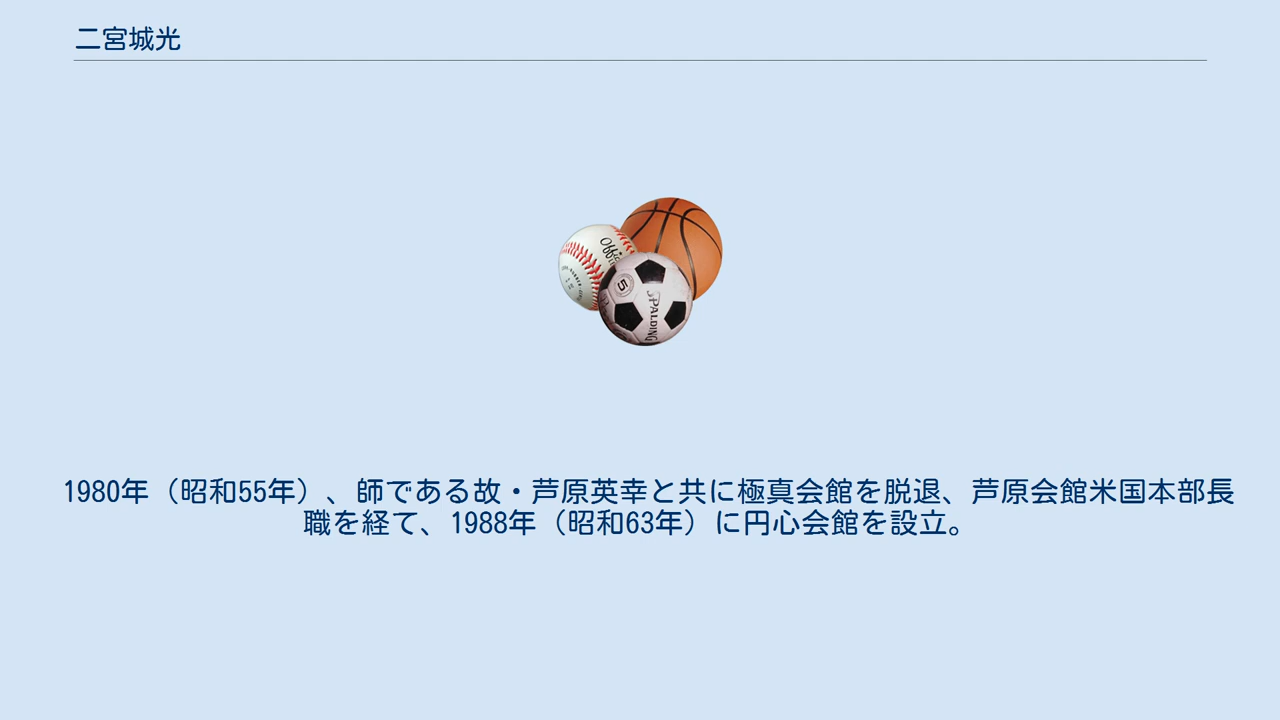 二宮城光
Offici
5
SPALDING
1980年（昭和55年）、師である故・芦原英幸と共に極真会館を脱退、芦原会館米国本部長
職を経て、1988年（昭和63年）に円心会館を設立。